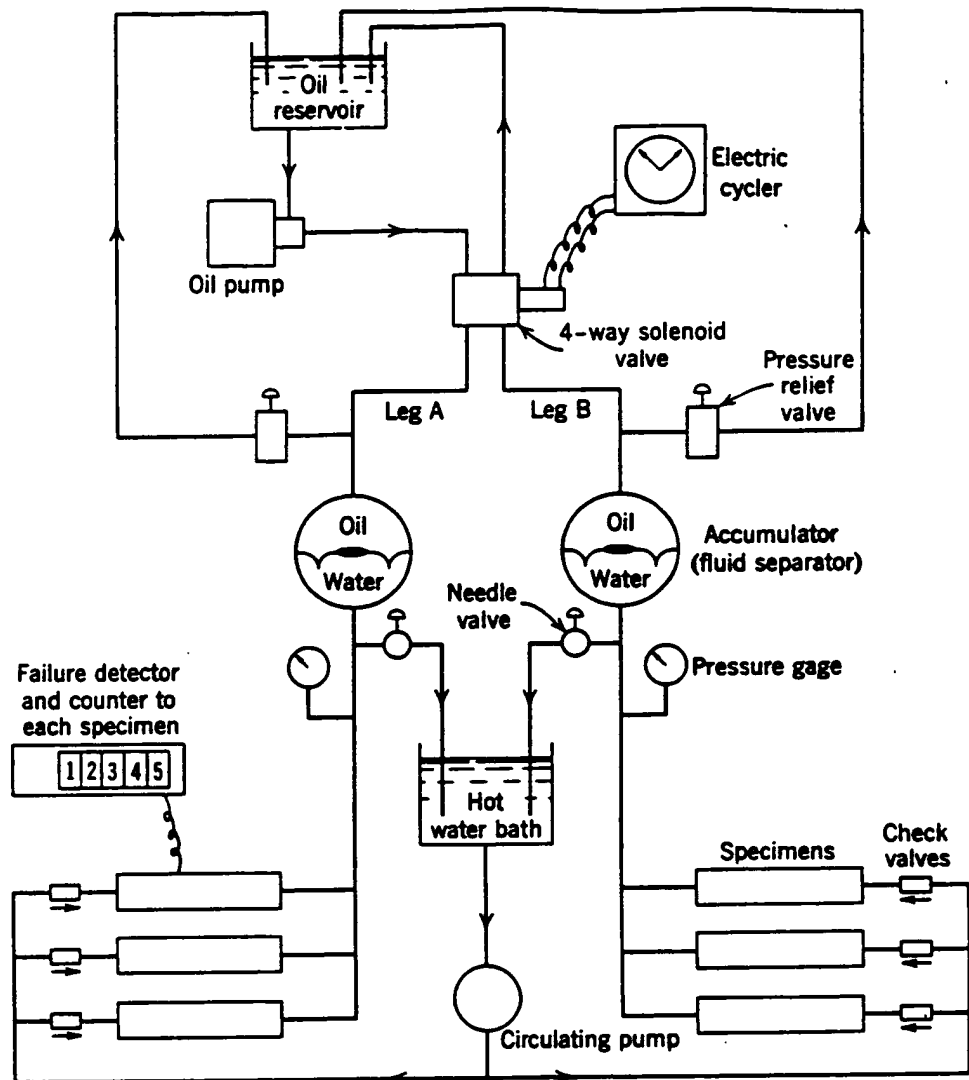 Oil
reservoir
Electric
cycler
Oil pump
4-way solenoid
valve
Pressure
relief
valve
Leg A
Leg B
Oil
Water
Oil
Water
Accumulator
(fluid separator)
Needle
valve
Pressure gage
Failure detector
and counter to
each specimen
1 2 3 4 5
Hot
water bath
Specimens
Check
valves
Circulating pump